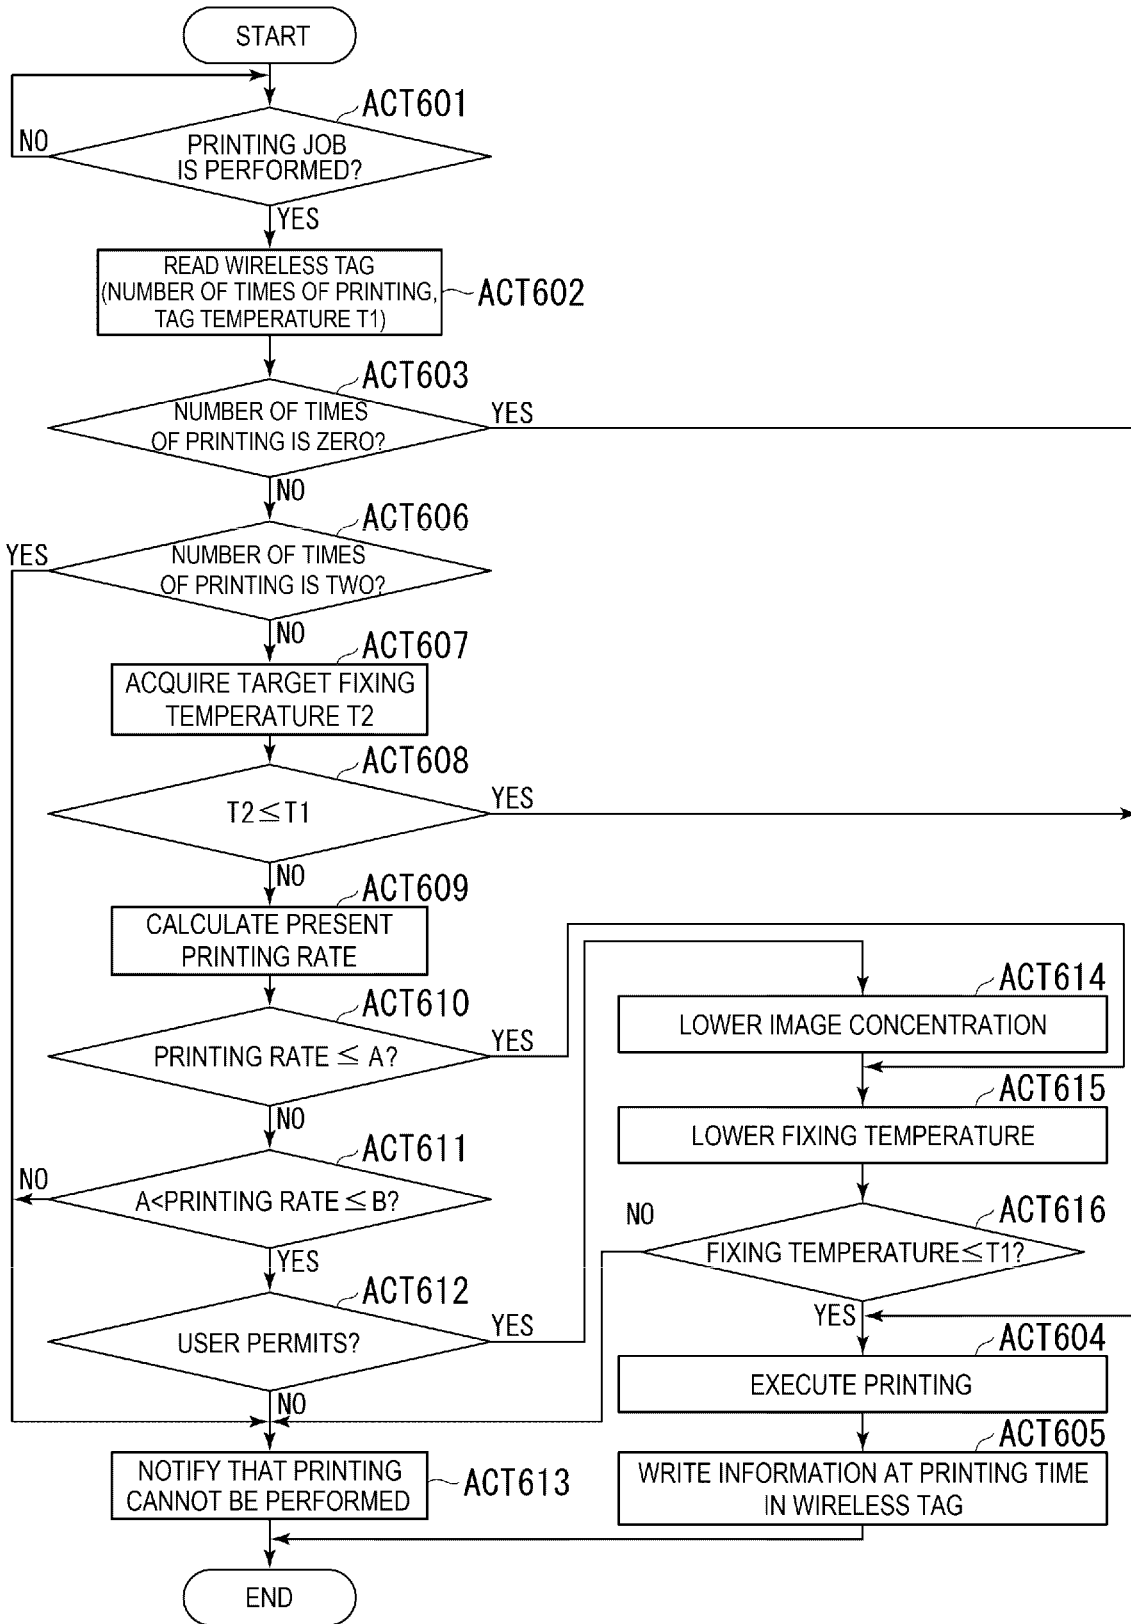 START
ACT601
NO
PRINTING JOB
IS PERFORMED?
YES
READ WIRELESS TAG
(NUMBER OF TIMES OF PRINTING,
TAG TEMPERATURE T1)
ACT602
ACT603
NUMBER OF TIMES
OF PRINTING IS ZERO?
YES
NO
ACT606
YES
NUMBER OF TIMES
OF PRINTING IS TWO?
NO
ACT607
ACQUIRE TARGET FIXING
TEMPERATURE T2
ACT608
T2≦T1
YES
NO
ACT609
CALCULATE PRESENT
PRINTING RATE
ACT610
PRINTING RATE ≦ A?
YES
NO
ACT611
NO
A<PRINTING RATE ≦ B?
YES
ACT612
USER PERMITS?
YES
NO
NOTIFY THAT PRINTING
CANNOT BE PERFORMED
ACT613
END
ACT614
LOWER IMAGE CONCENTRATION
ACT615
LOWER FIXING TEMPERATURE
ACT616
NO
FIXING TEMPERATURE≦T1?
YES
ACT604
EXECUTE PRINTING
ACT605
WRITE INFORMATION AT PRINTING TIME
IN WIRELESS TAG